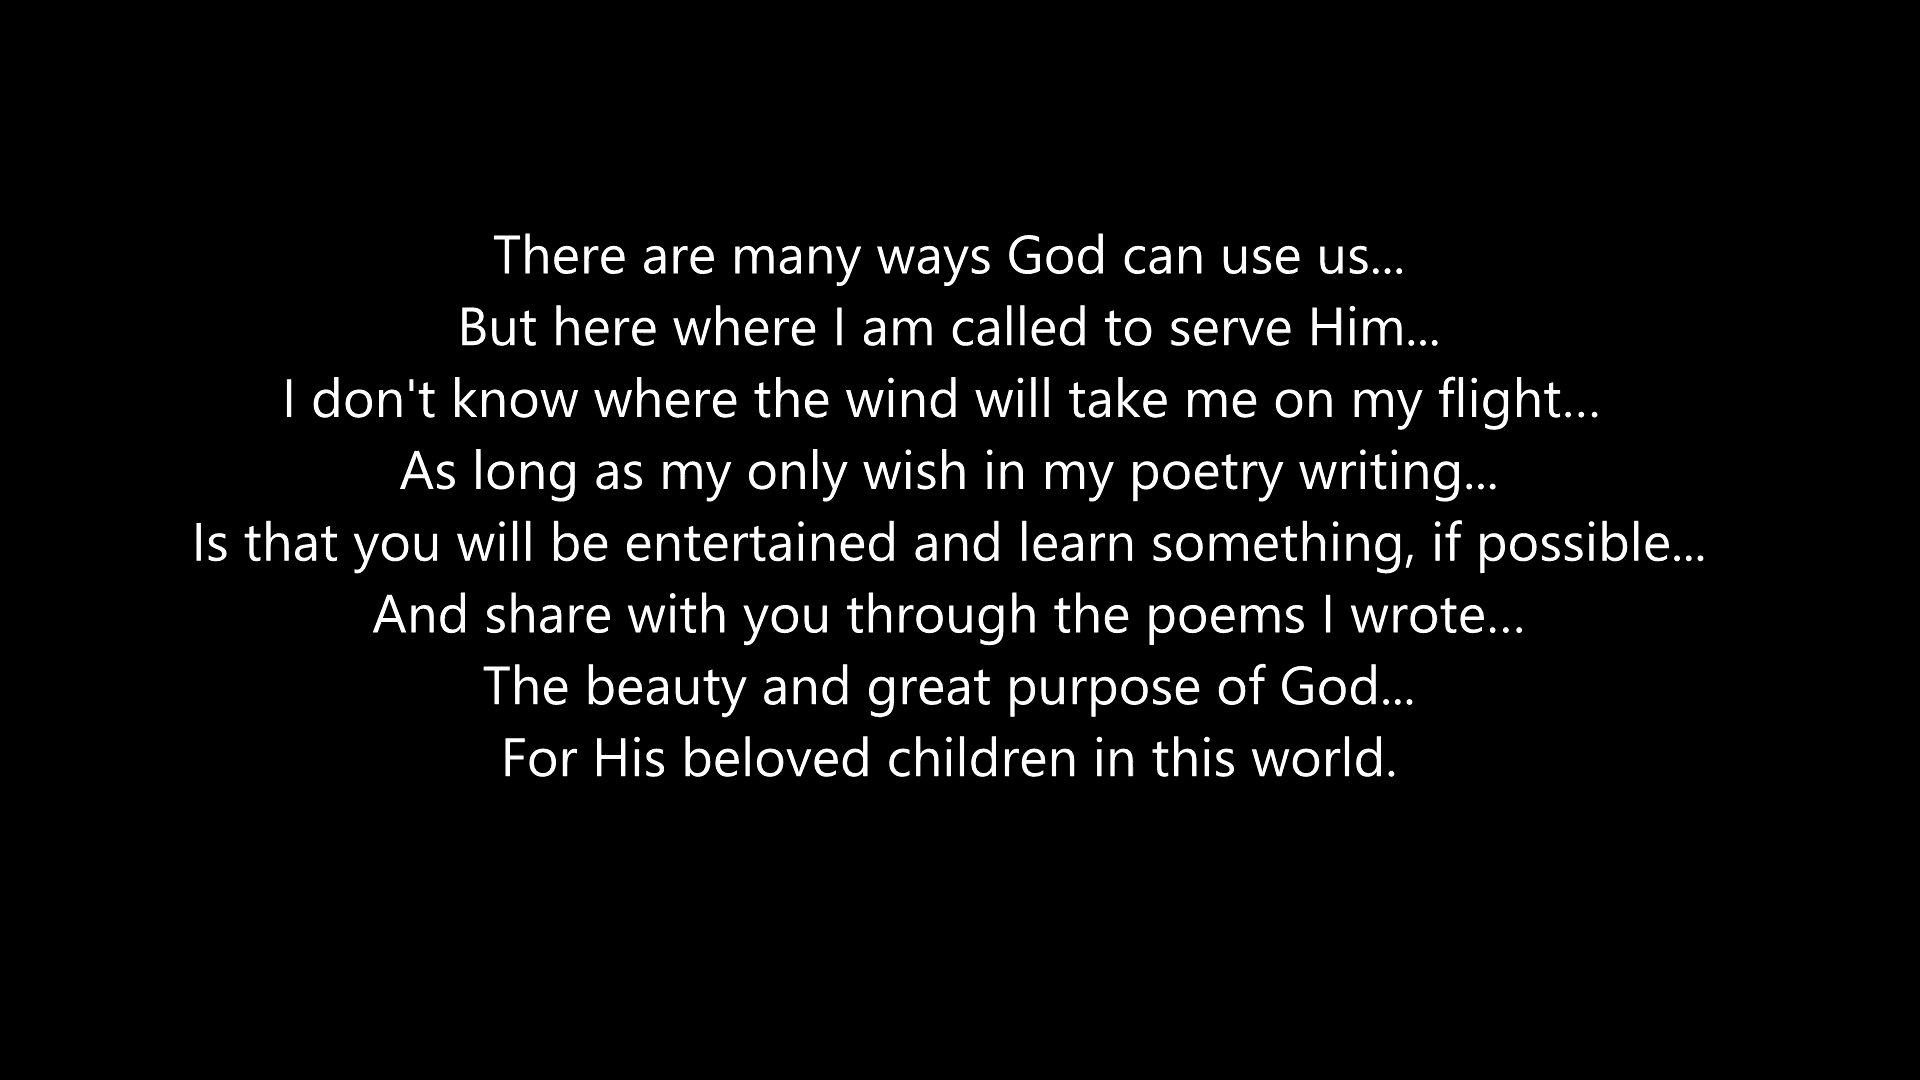 There are many ways God can use us...
But here where I am called to serve Him...
I don't know where the wind will take me on my flight...
As long as my only wish in my poetry writing...
Is that you will be entertained and learn something, if possible...
And share with you through the poems I wrote...
The beauty and great purpose of God...
For His beloved children in this world.